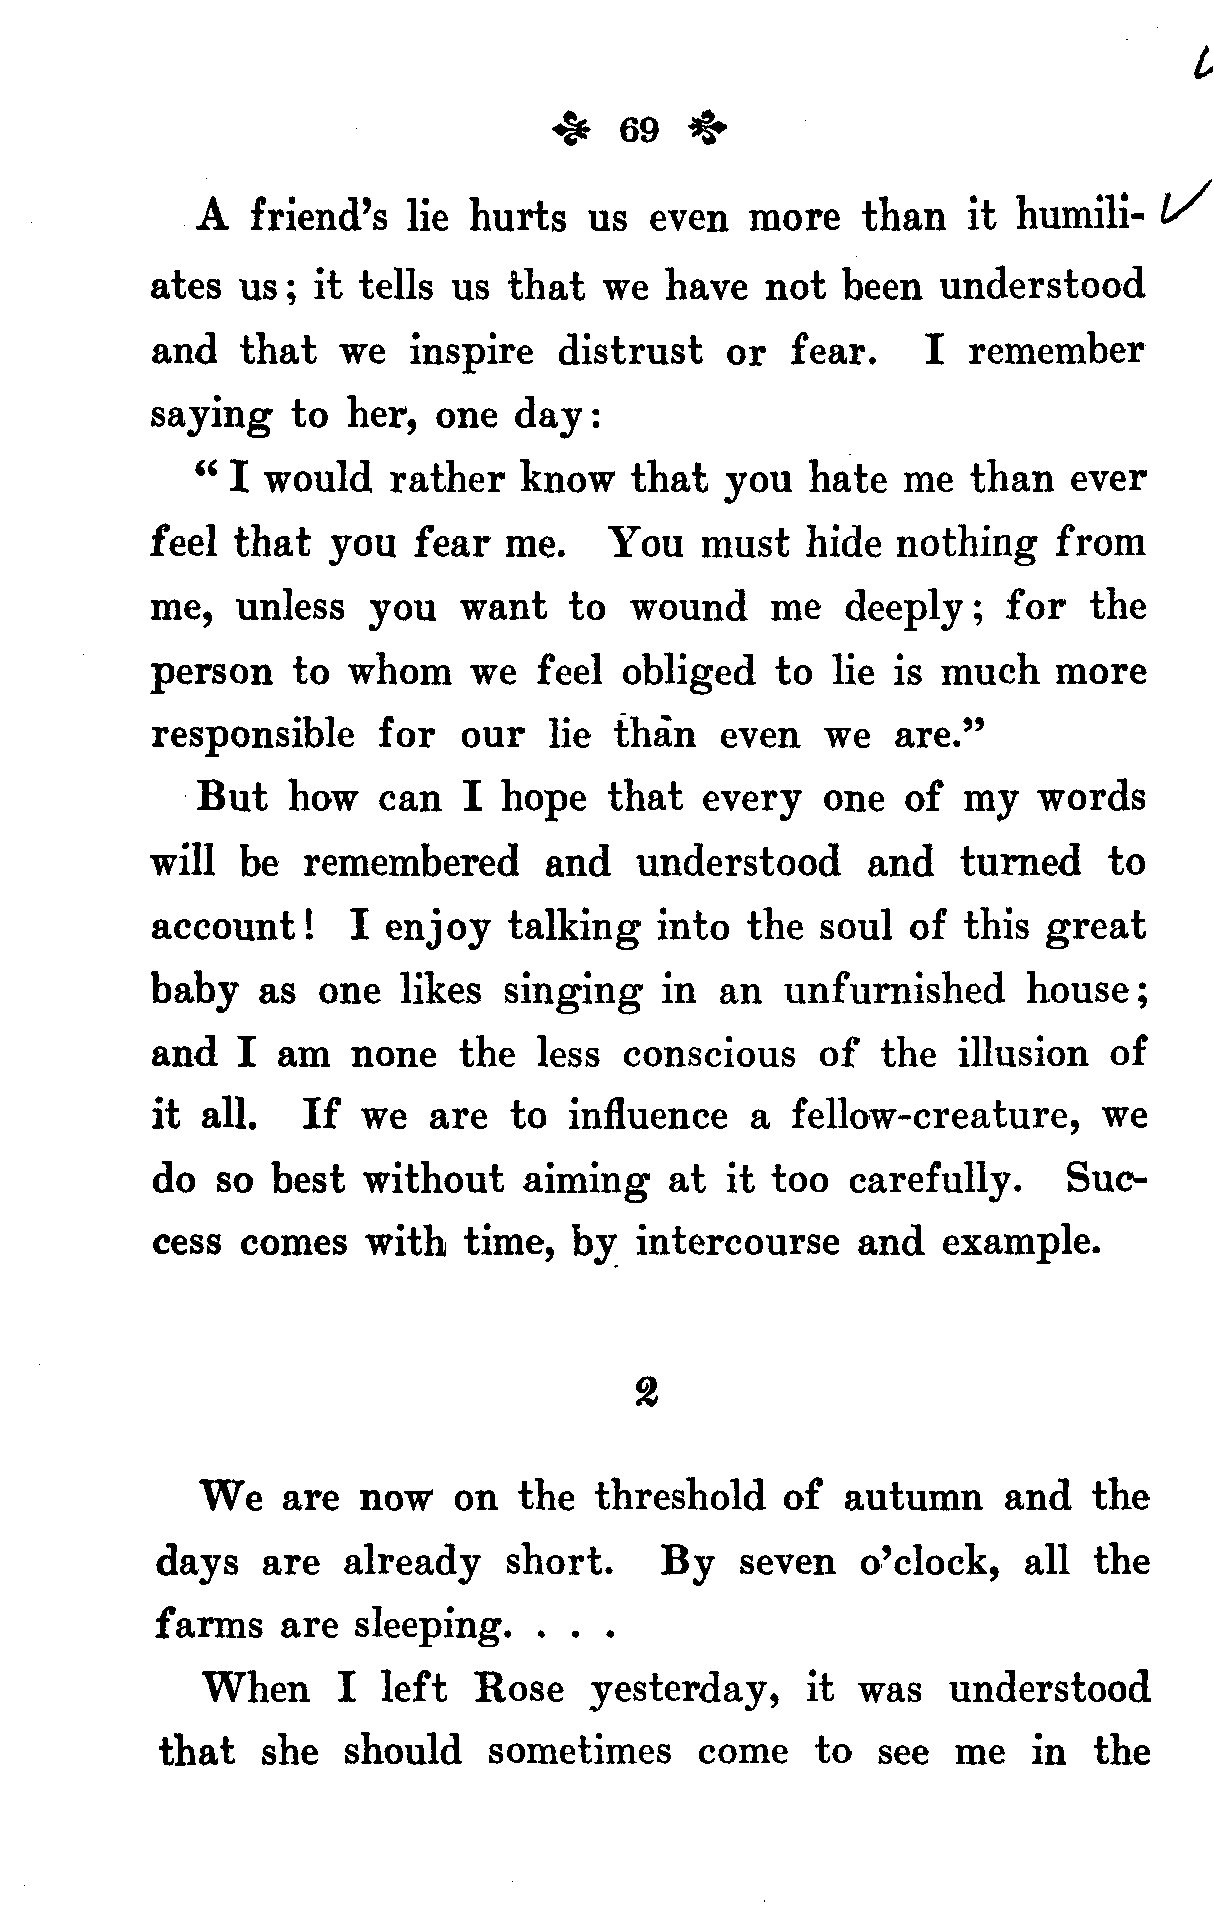 69
A friend's lie hurts us even more than it humili-
ates us; it tells us that we have not been understood
and that we inspire distrust or fear. I remember
saying to her, one day:
"I would rather know that you hate me than ever
feel that you fear me. You must hide nothing from
me, unless you want to wound me deeply; for the
person to whom we feel obliged to lie is much more
responsible for our lie than even we are."
But how can I hope that every one of my words
will be remembered and understood and turned to
account! I enjoy talking into the soul of this great
baby as one likes singing in an unfurnished house;
and I am none the less conscious of the illusion of
it all. If we are to influence a fellow-creature, we
do so best without aiming at it too carefully. Suc-
cess comes with time, by intercourse and example.
2
We are now on the threshold of autumn and the
days are already short. By seven o'clock, all the
farms are sleeping. . . .
When I left Rose yesterday, it was understood
that she should sometimes come to see me in the